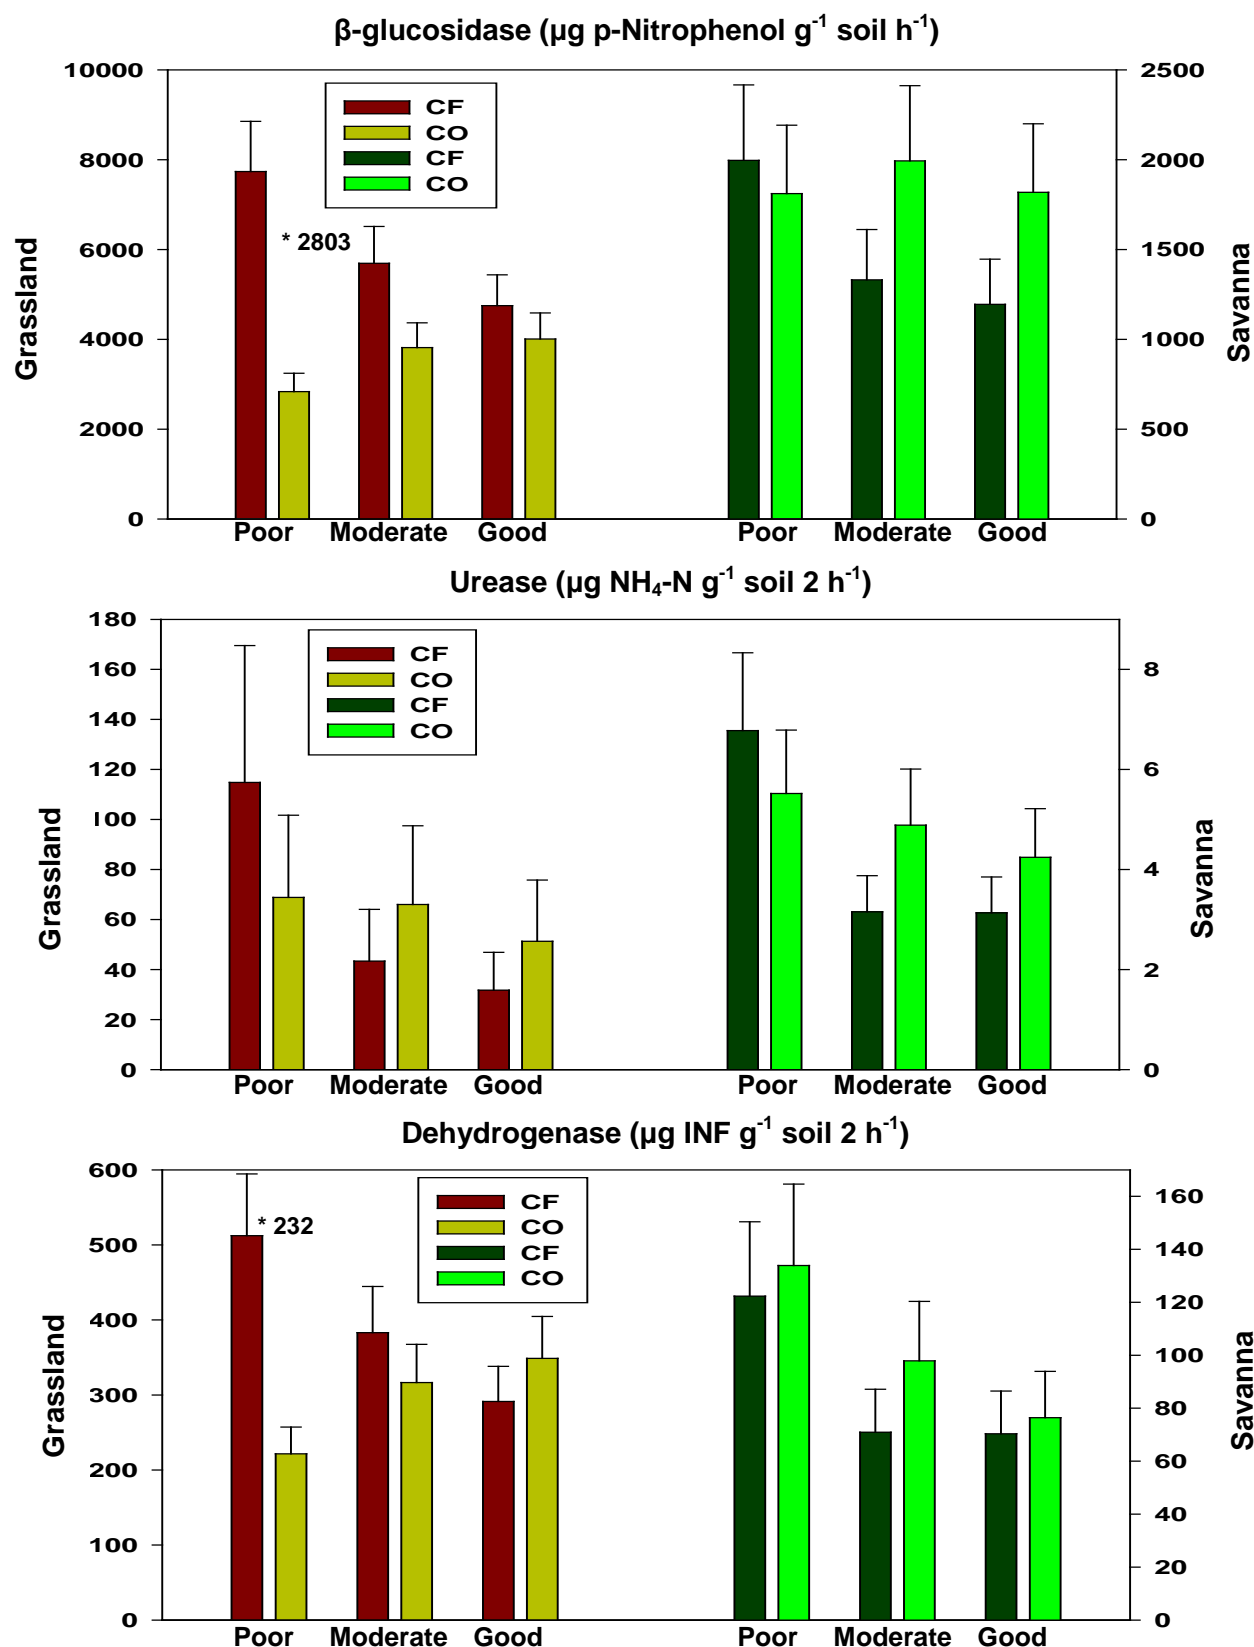 β-glucosidase (µg p-Nitrophenol g⁻¹ soil h⁻¹)
10000
8000
6000
4000
2000
0
Grassland
CF
CO
CF
CO
* 2803
2500
2000
1500
1000
500
0
Savanna
Poor Moderate Good Poor Moderate Good
Urease (µg NH₄-N g⁻¹ soil 2 h⁻¹)
180
160
140
120
100
80
60
40
20
0
Grassland
CF
CO
CF
CO
8
6
4
2
0
Savanna
Poor Moderate Good Poor Moderate Good
Dehydrogenase (µg INF g⁻¹ soil 2 h⁻¹)
600
500
400
300
200
100
0
Grassland
* 232
CF
CO
CF
CO
160
140
120
100
80
60
40
20
0
Savanna
Poor Moderate Good Poor Moderate Good